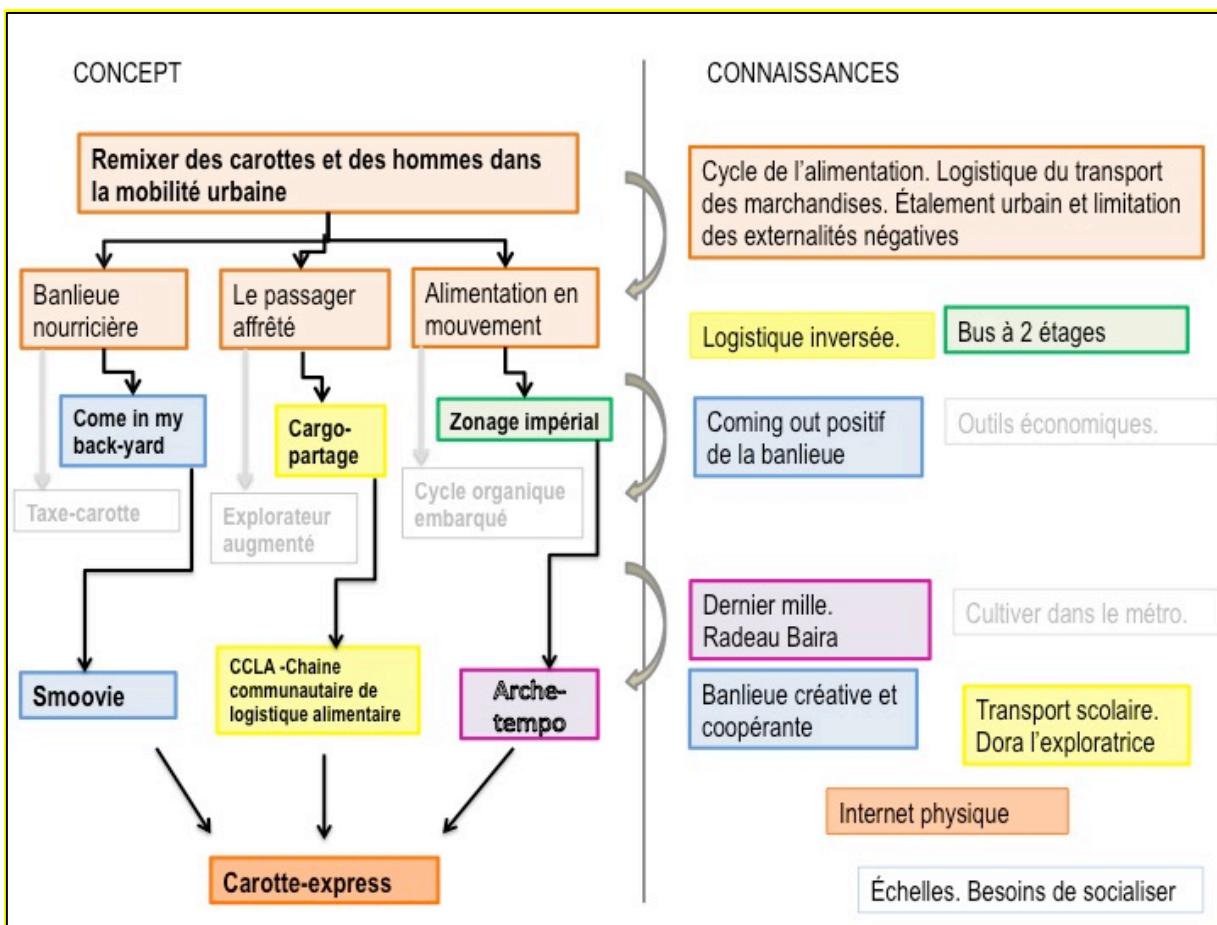 CONCEPT
Remixer des carottes et des hommes dans
la mobilité urbaine
Banlieue
nourricière
Le passager
affrêté
Alimentation en
mouvement
Come in my
back-yard
Cargo-
partage
Zonage impérial
Taxe-carotte
Explorateur
augmenté
Cycle organique
embarqué
Smoovie
CCLA -Chaine
communautaire de
logistique alimentaire
Arche-
tempo
Carotte-express
CONNAISSANCES
Cycle de l'alimentation. Logistique du transport
des marchandises. Étalement urbain et limitation
des externalités négatives
Logistique inversée.
Bus à 2 étages
Coming out positif
de la banlieue
Outils économiques.
Dernier mille.
Radeau Baira
Cultiver dans le métro.
Banlieue créative et
coopérante
Transport scolaire.
Dora l'exploratrice
Internet physique
Échelles. Besoins de socialiser